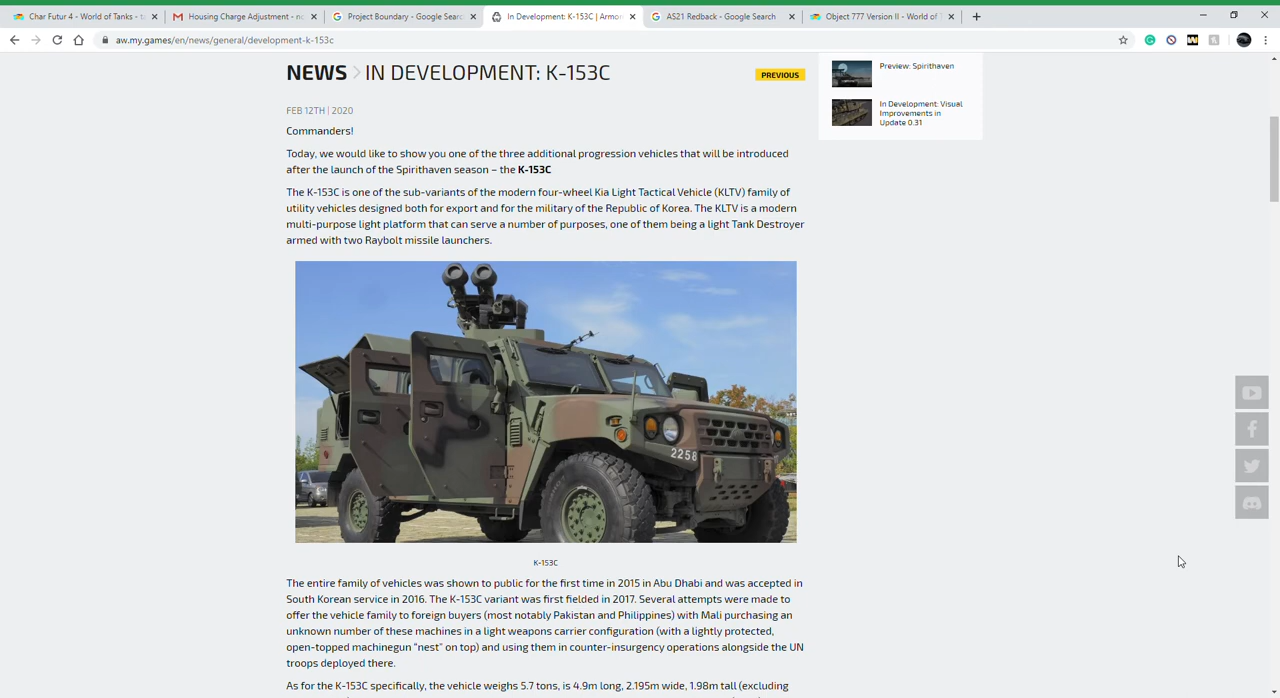 Char Futur 4 - World of Tanks - ta
Housing Charge Adjustment - no
Project Boundary - Google Searc
In Development: K-153C | Armor
AS21 Redback - Google Search
Object 777 Version II - World of T
aw.my.games/en/news/general/development-k-153c
NEWS > IN DEVELOPMENT: K-153C
PREVIOUS
Preview: Spirithaven
In Development: Visual
Improvements in
Update 0.31
FEB 12TH | 2020
Commanders!
Today, we would like to show you one of the three additional progression vehicles that will be introduced
after the launch of the Spirithaven season – the K-153C
The K-153C is one of the sub-variants of the modern four-wheel Kia Light Tactical Vehicle (KLTV) family of
utility vehicles designed both for export and for the military of the Republic of Korea. The KLTV is a modern
multi-purpose light platform that can serve a number of purposes, one of them being a light Tank Destroyer
armed with two Raybolt missile launchers.
2258
K-153C
The entire family of vehicles was shown to public for the first time in 2015 in Abu Dhabi and was accepted in
South Korean service in 2016. The K-153C variant was first fielded in 2017. Several attempts were made to
offer the vehicle family to foreign buyers (most notably Pakistan and Philippines) with Mali purchasing an
unknown number of these machines in a light weapons carrier configuration (with a lightly protected,
open-topped machinegun "nest" on top) and using them in counter-insurgency operations alongside the UN
troops deployed there.
As for the K-153C specifically, the vehicle weighs 5.7 tons, is 4.9m long, 2.195m wide, 1.98m tall (excluding